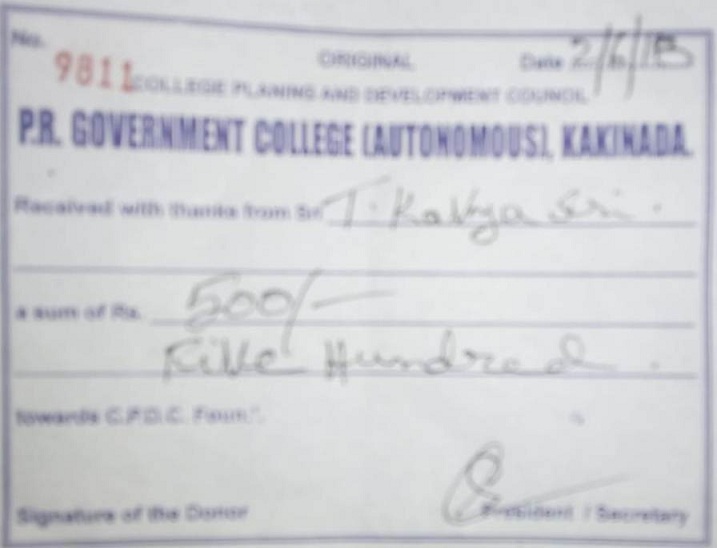 No. 9811 ORIGINAL Date 2/6/15
COLLEGE PLANING AND DEVELOPMENT COUNCIL
P.R. GOVERNMENT COLLEGE (AUTONOMOUS), KAKINADA.
Received with thanks from Sri T. Kavya Sri.
a sum of Rs. 500/-
Five Hundred.
towards C.P.D.C. Foun.".
Signature of the Donor President / Secretary